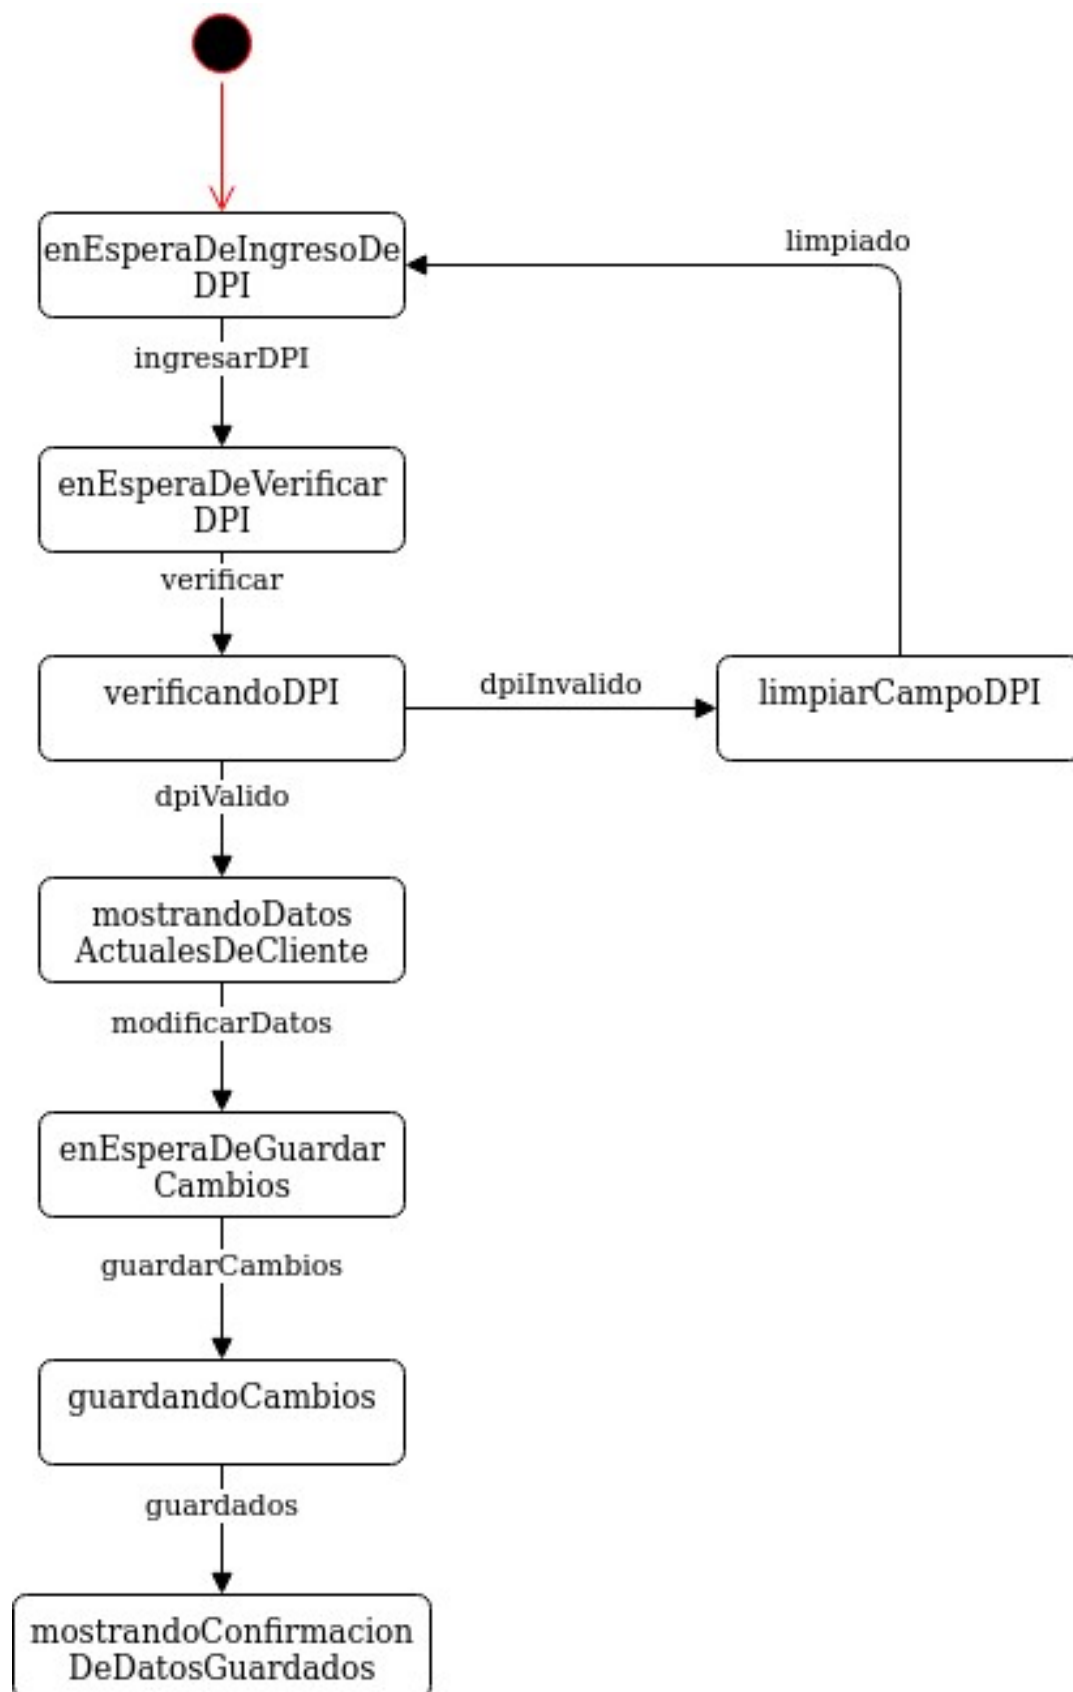 enEsperaDeIngresoDe
DPI
limpiado
ingresarDPI
enEsperaDeVerificar
DPI
verificar
verificandoDPI
dpiInvalido
limpiarCampoDPI
dpiValido
mostrandoDatos
ActualesDeCliente
modificarDatos
enEsperaDeGuardar
Cambios
guardarCambios
guardandoCambios
guardados
mostrandoConfirmacion
DeDatosGuardados